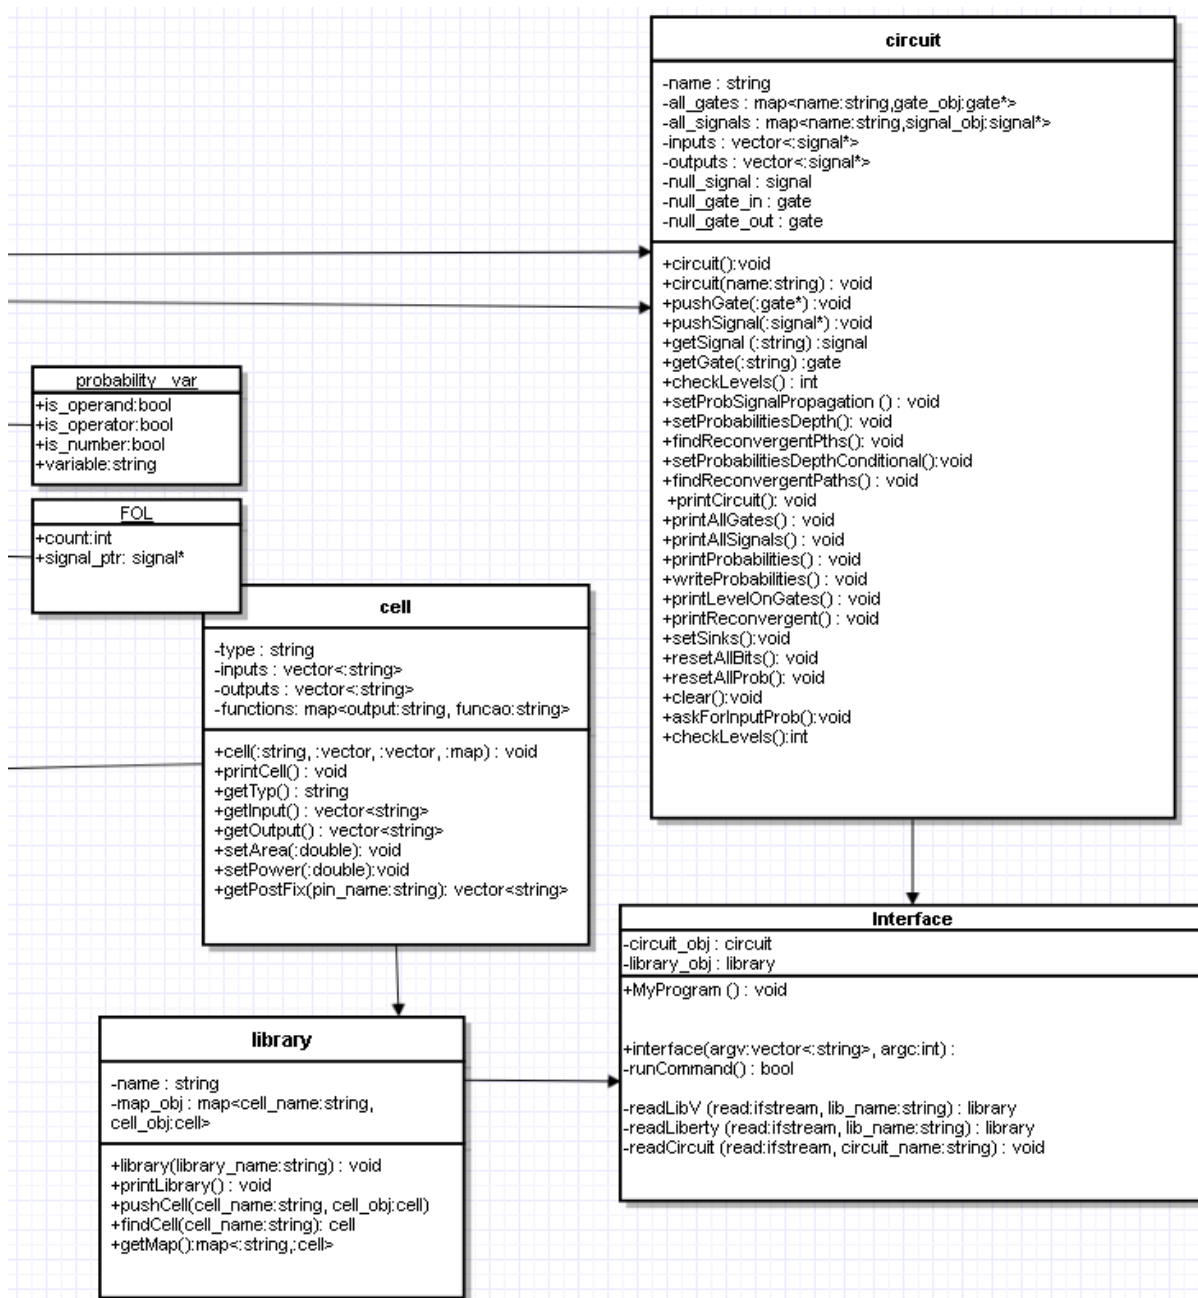 circuit
-name : string
-all_gates : map<name:string,gate_obj:gate*>
-all_signals : map<name:string,signal_obj:signal*>
-inputs : vector<:signal*>
-outputs : vector<:signal*>
-null_signal : signal
-null_gate_in : gate
-null_gate_out : gate
+circuit():void
+circuit(name:string) : void
+pushGate(:gate*) :void
+pushSignal(:signal*) :void
+getSignal (:string) :signal
+getGate(:string) :gate
+checkLevels() : int
+setProbSignalPropagation () : void
+setProbabilitiesDepth(): void
+findReconvergentPths(): void
+setProbabilitiesDepthConditional():void
+findReconvergentPaths() : void
+printCircuit(): void
+printAllGates() : void
+printAllSignals() : void
+printProbabilities() : void
+writeProbabilities() : void
+printLevelOnGates() : void
+printReconvergent() : void
+setSinks():void
+resetAllBits() : void
+resetAllProb(): void
+clear():void
+askForInputProb():void
+checkLevels():int
probability_var
+is_operand:bool
+is_operator:bool
+is_number:bool
+variable:string
FOL
+count:int
+signal_ptr: signal*
cell
-type : string
-inputs : vector<:string>
-outputs : vector<:string>
-functions: map<output:string, funcao:string>
+cell(:string, :vector, :vector, :map) : void
+printCell() : void
+getTyp() : string
+getInput() : vector<string>
+getOutput() : vector<string>
+setArea(:double): void
+setPower(:double):void
+getPostFix(pin_name:string): vector<string>
library
-name : string
-map_obj : map<cell_name:string,
cell_obj:cell>
+library(library_name:string) : void
+printLibrary() : void
+pushCell(cell_name:string, cell_obj:cell)
+findCell(cell_name:string): cell
+getMap():map<:string,:cell>
Interface
-circuit_obj : circuit
-library_obj : library
+MyProgram () : void
+interface(argv:vector<:string>, argc:int) :
-runCommand() : bool
-readLibV (read:ifstream, lib_name:string) : library
-readLiberty (read:ifstream, lib_name:string) : library
-readCircuit (read:ifstream, circuit_name:string) : void